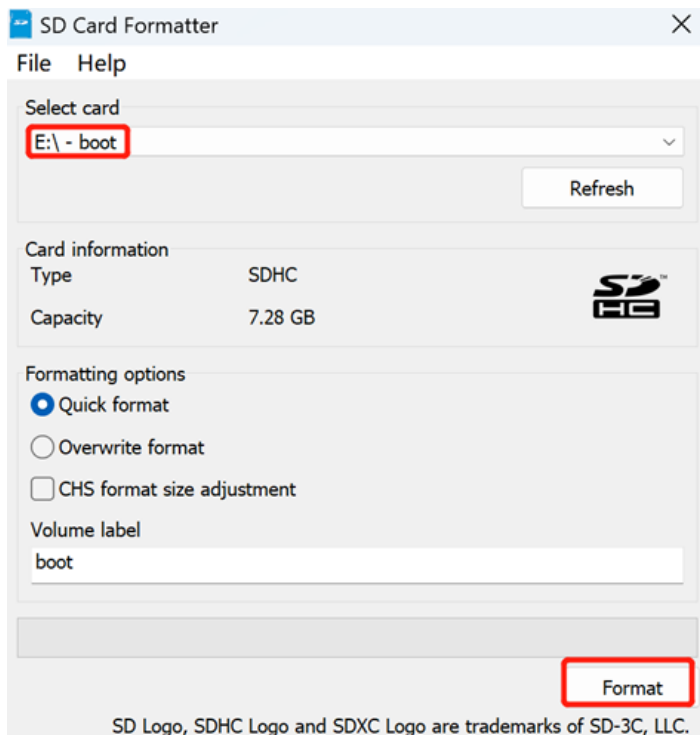 SD Card Formatter
File Help
Select card
E:\ - boot
Refresh
Card information
Type SDHC
Capacity 7.28 GB
SD HC ™
Formatting options
Quick format
Overwrite format
CHS format size adjustment
Volume label
boot
Format
SD Logo, SDHC Logo and SDXC Logo are trademarks of SD-3C, LLC.